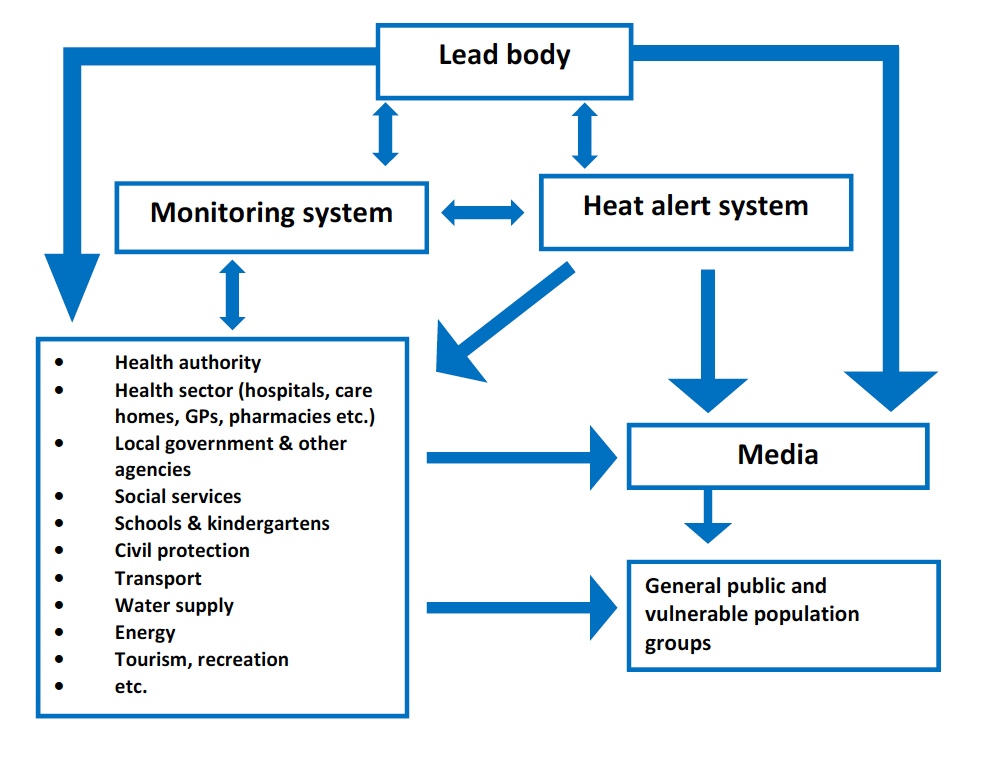 Lead body
Monitoring system
Heat alert system
• Health authority
• Health sector (hospitals, care
homes, GPs, pharmacies etc.)
• Local government & other
agencies
• Social services
• Schools & kindergartens
• Civil protection
• Transport
• Water supply
• Energy
• Tourism, recreation
• etc.
Media
General public and
vulnerable population
groups